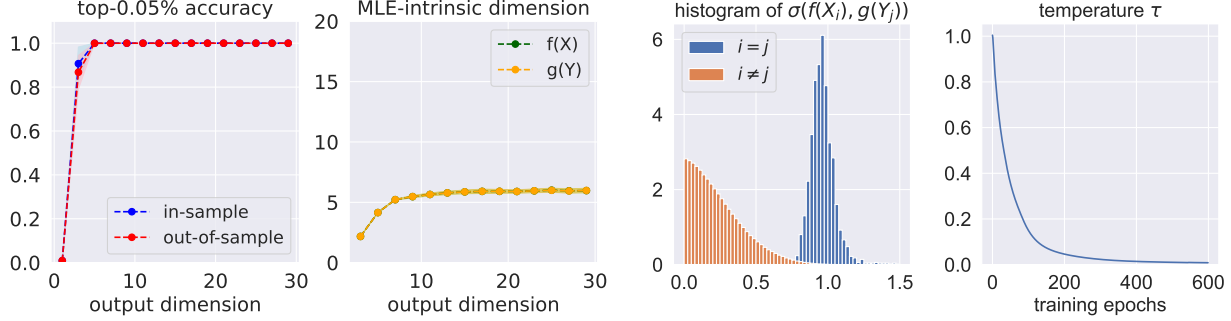 top-0.05% accuracy
1.0
0.8
0.6
0.4
0.2
0.0
in-sample
out-of-sample
0 10 20 30
output dimension
MLE-intrinsic dimension
20
15
10
5
0
f(X)
g(Y)
10 20 30
output dimension
histogram of σ(f(Xᵢ), g(Yⱼ))
6
4
2
0
i = j
i ≠ j
0.0 0.5 1.0 1.5
temperature τ
1.0
0.8
0.6
0.4
0.2
0.0
0 200 400 600
training epochs